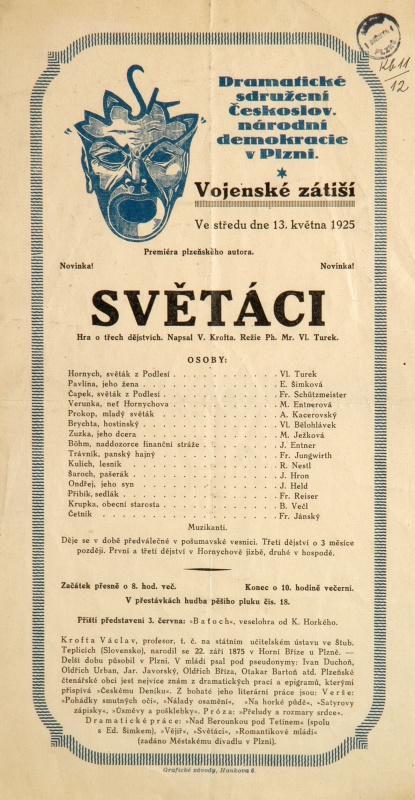 Dramatické
sdružení
Českoslov.
národní
demokracie
v Plzni.
Kb 11
12
Vojenské zátiší
Ve středu dne 13. května 1925
Premiéra plzeňského autora.
Novinka! Novinka!
SVĚTÁCI
Hra o třech dějstvích. Napsal V. Krofta. Režie Ph. Mr. Vl. Turek.
OSOBY:
Hornych, světák z Podlesí . . . Vl. Turek
Pavlína, jeho žena . . . E. Šimková
Čapek, světák z Podlesí . . . Fr. Schützmeister
Verunka, neť Hornychova . . . M. Entnerová
Prokop, mladý světák . . . A. Kacerovský
Brychta, hostinský . . . Vl. Bělohlávek
Zuzka, jeho dcera . . . M. Ježková
Böhm, naddozorce finanční stráže . . . J. Entner
Trávník, panský hajný . . . Fr. Jungwirth
Kulich, lesník . . . R. Nestl
Šaroch, pašerák . . . J. Hron
Ondřej, jeho syn . . . J. Held
Přibík, sedlák . . . Fr. Reiser
Krupka, obecní starosta . . . B. Večl
Četník . . . Fr. Jánský
Muzikanti.
Děje se v době předválečné v pošumavské vesnici. Třetí dějství o 3 měsíce
později. První a třetí dějství v Hornychově jizbě, druhé v hospodě.
Začátek přesně o 8. hod. več. Konec o 10. hodině večerní.
V přestávkách hudba pěšího pluku čís. 18.
Příští představení 3. června: »Batoch«, veselohra od K. Horkého.
Krofta Václav, profesor, t. č. na státním učitelském ústavu ve Štub.
Teplicích (Slovensko), narodil se 22. září 1875 v Horní Bříze u Plzně. —
Delší dobu působil v Plzni. V mládí psal pod pseudonymy: Ivan Duchoň,
Oldřich Urban, Jar. Javorský, Oldřich Bříza, Otakar Bartoň atd. Plzeňské
čtenářské obci jest nejvíce znám z dramatických prací a epigramů, kterými
přispívá »Českému Deníku«. Z bohaté jeho literární práce jsou: Verše:
»Pohádky smutných očí«, »Nálady osamění«, »Na horké půdě«, »Satyrovy
zápisky«, »Úsměvy a pošklebky«. Próza: »Přeludy a rozmary srdce«.
Dramatické práce: »Nad Berounkou pod Tetínem« (spolu
s Ed. Šimkem), »Vějíř«, »Světáci«, »Romantikové mládí«
(zadáno Městskému divadlu v Plzni).
Grafické závody, Hankova 6.